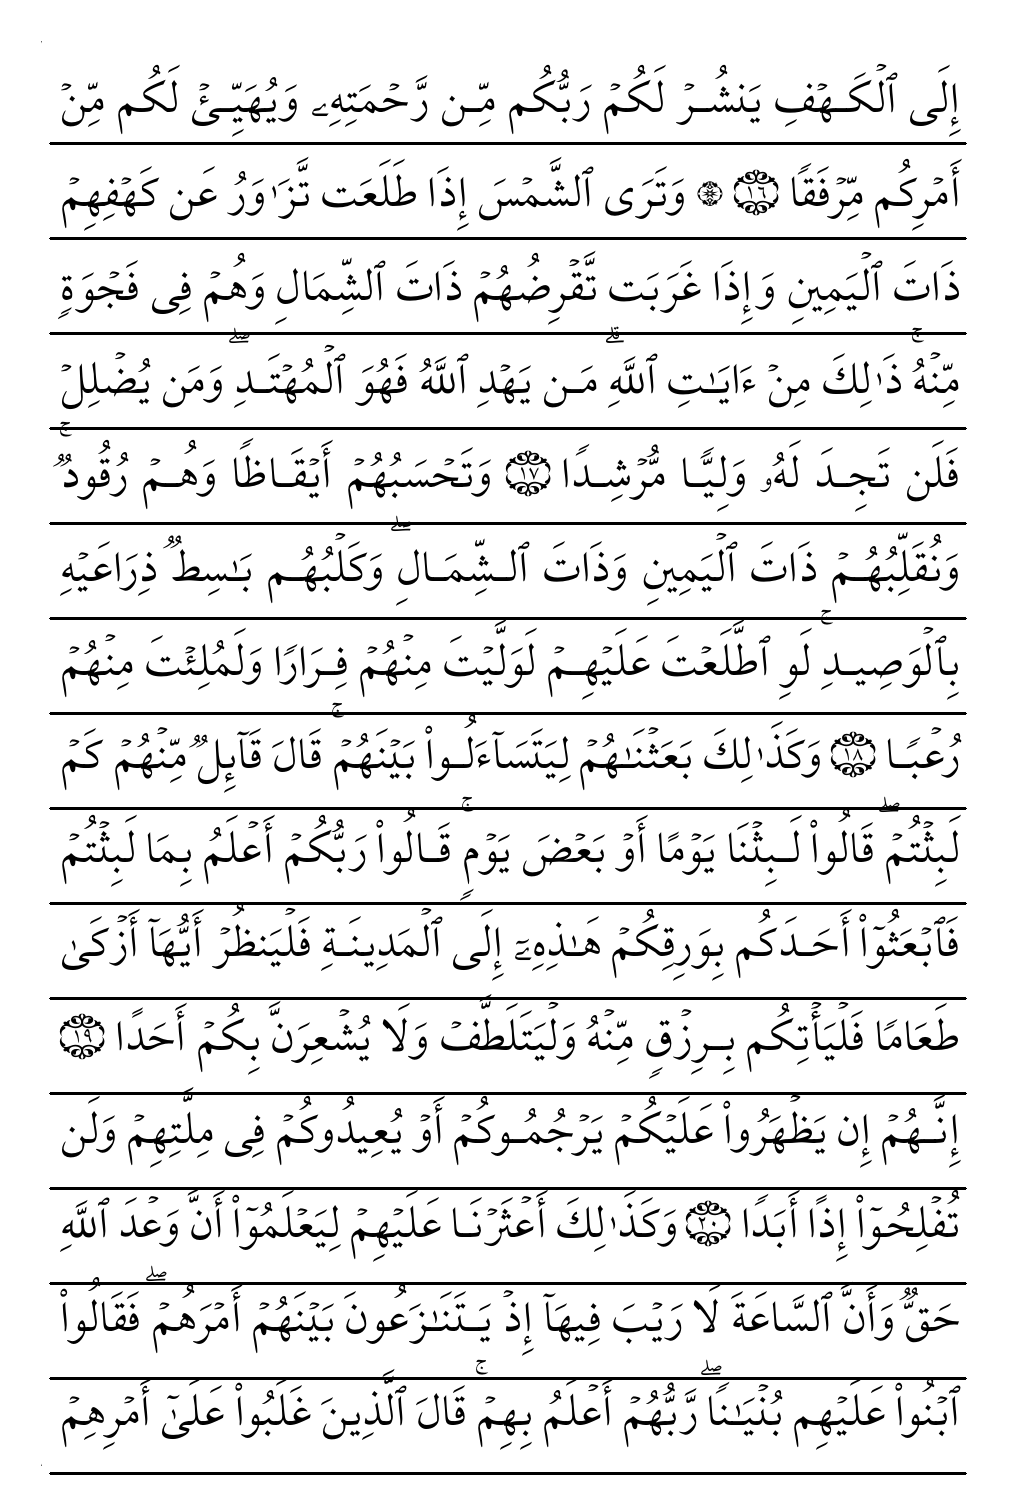 إِلَى ٱلۡكَهۡفِ يَنشُرۡ لَكُمۡ رَبُّكُم مِّن رَّحۡمَتِهِۦ وَيُهَيِّئۡ لَكُم مِّنۡ
أَمۡرِكُم مِّرۡفَقًا ١٦ ۞ وَتَرَى ٱلشَّمۡسَ إِذَا طَلَعَت تَّزَٰوَرُ عَن كَهۡفِهِمۡ
ذَاتَ ٱلۡيَمِينِ وَإِذَا غَرَبَت تَّقۡرِضُهُمۡ ذَاتَ ٱلشِّمَالِ وَهُمۡ فِي فَجۡوَةٖ
مِّنۡهُۚ ذَٰلِكَ مِنۡ ءَايَٰتِ ٱللَّهِۗ مَن يَهۡدِ ٱللَّهُ فَهُوَ ٱلۡمُهۡتَدِۖ وَمَن يُضۡلِلۡ
فَلَن تَجِدَ لَهُۥ وَلِيّٗا مُّرۡشِدٗا ١٧ وَتَحۡسَبُهُمۡ أَيۡقَاظٗا وَهُمۡ رُقُودٞۚ
وَنُقَلِّبُهُمۡ ذَاتَ ٱلۡيَمِينِ وَذَاتَ ٱلشِّمَالِۖ وَكَلۡبُهُم بَٰسِطٞ ذِرَاعَيۡهِ
بِٱلۡوَصِيدِۚ لَوِ ٱطَّلَعۡتَ عَلَيۡهِمۡ لَوَلَّيۡتَ مِنۡهُمۡ فِرَارٗا وَلَمُلِئۡتَ مِنۡهُمۡ
رُعۡبٗا ١٨ وَكَذَٰلِكَ بَعَثۡنَٰهُمۡ لِيَتَسَآءَلُواْ بَيۡنَهُمۡۚ قَالَ قَآئِلٞ مِّنۡهُمۡ كَمۡ
لَبِثۡتُمۡۖ قَالُواْ لَبِثۡنَا يَوۡمًا أَوۡ بَعۡضَ يَوۡمٖۚ قَالُواْ رَبُّكُمۡ أَعۡلَمُ بِمَا لَبِثۡتُمۡ
فَٱبۡعَثُوٓاْ أَحَدَكُم بِوَرِقِكُمۡ هَٰذِهِۦٓ إِلَى ٱلۡمَدِينَةِ فَلۡيَنظُرۡ أَيُّهَآ أَزۡكَىٰ
طَعَامٗا فَلۡيَأۡتِكُم بِرِزۡقٖ مِّنۡهُ وَلۡيَتَلَطَّفۡ وَلَا يُشۡعِرَنَّ بِكُمۡ أَحَدًا ١٩
إِنَّهُمۡ إِن يَظۡهَرُواْ عَلَيۡكُمۡ يَرۡجُمُوكُمۡ أَوۡ يُعِيدُوكُمۡ فِي مِلَّتِهِمۡ وَلَن
تُفۡلِحُوٓاْ إِذًا أَبَدٗا ٢٠ وَكَذَٰلِكَ أَعۡثَرۡنَا عَلَيۡهِمۡ لِيَعۡلَمُوٓاْ أَنَّ وَعۡدَ ٱللَّهِ
حَقّٞ وَأَنَّ ٱلسَّاعَةَ لَا رَيۡبَ فِيهَآ إِذۡ يَتَنَٰزَعُونَ بَيۡنَهُمۡ أَمۡرَهُمۡۖ فَقَالُواْ
ٱبۡنُواْ عَلَيۡهِم بُنۡيَٰنٗاۖ رَّبُّهُمۡ أَعۡلَمُ بِهِمۡۚ قَالَ ٱلَّذِينَ غَلَبُواْ عَلَىٰٓ أَمۡرِهِمۡ